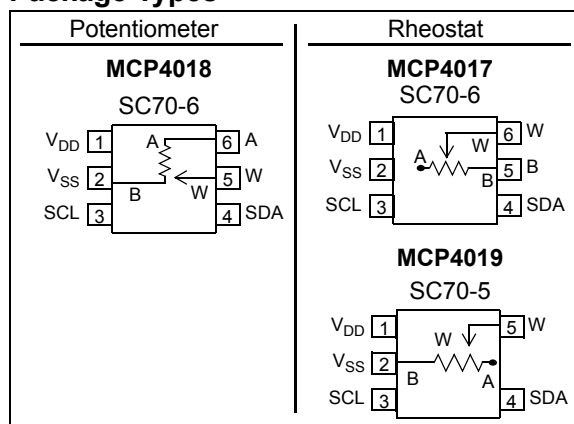 Package Types
Potentiometer
MCP4018
SC70-6
VDD 1
VSS 2
SCL 3
A
B
W
6 A
5 W
4 SDA
Rheostat
MCP4017
SC70-6
VDD 1
VSS 2
SCL 3
A
W
B
6 W
5 B
4 SDA
MCP4019
SC70-5
VDD 1
VSS 2
SCL 3
W
B
A
5 W
4 SDA